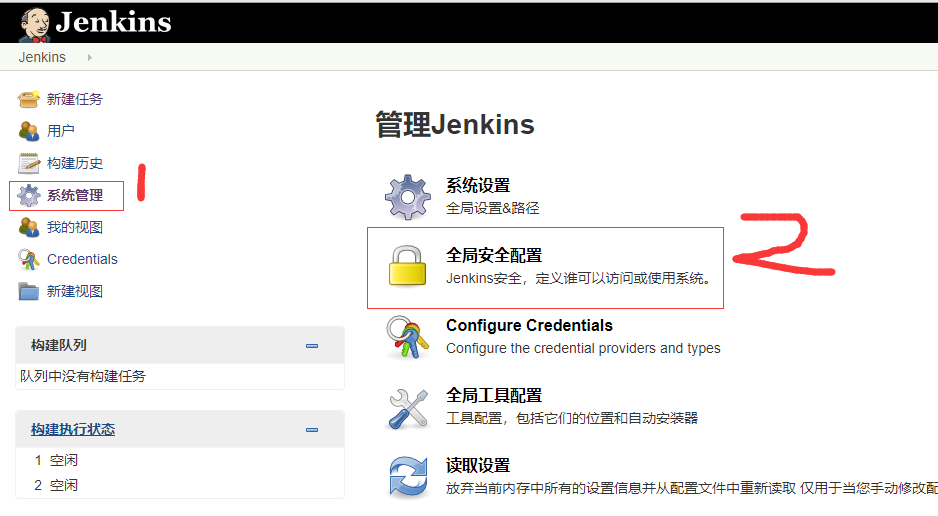 Jenkins
Jenkins
新建任务
用户
构建历史
系统管理
1
我的视图
Credentials
新建视图
构建队列
队列中没有构建任务
构建执行状态
1 空闲
2 空闲
管理Jenkins
系统设置
全局设置&路径
全局安全配置
Jenkins安全，定义谁可以访问或使用系统。
2
Configure Credentials
Configure the credential providers and types
全局工具配置
工具配置，包括它们的位置和自动安装器
读取设置
放弃当前内存中所有的设置信息并从配置文件中重新读取 仅用于当您手动修改配